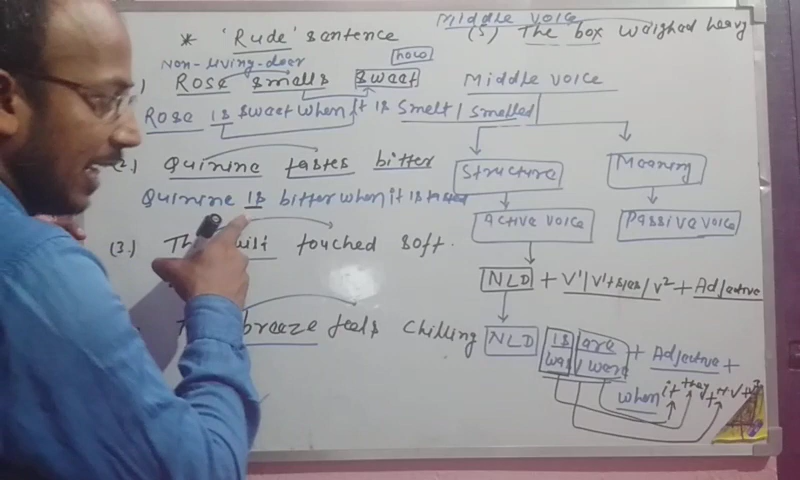 Middle voice
* 'Rude' sentence (5) The box weighed heavy
Non-living-doer how
) Rose smells sweet
Rose is sweet when it is smelt / smelled
Middle voice
(2) Quinine tastes bitter
Quinine is bitter when it is tasted
Structure Meaning
Active voice Passive voice
(3.) The touched soft.
NLD + V¹/V¹+s/es/V² + Adjective
breeze feels chilling
NLD is are was / were + Adjective +
when it they